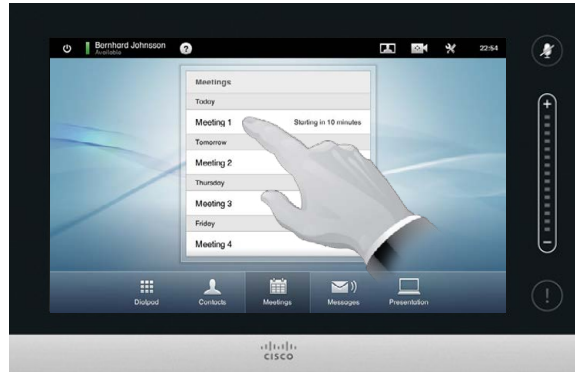 Bernhard Johnsson
Available
?
22:54
Meetings
Today
Meeting 1 Starting in 10 minutes
Tomorrow
Meeting 2
Thursday
Meeting 3
Friday
Meeting 4
Dialpad Contacts Meetings Messages Presentation
+
−
!
CISCO